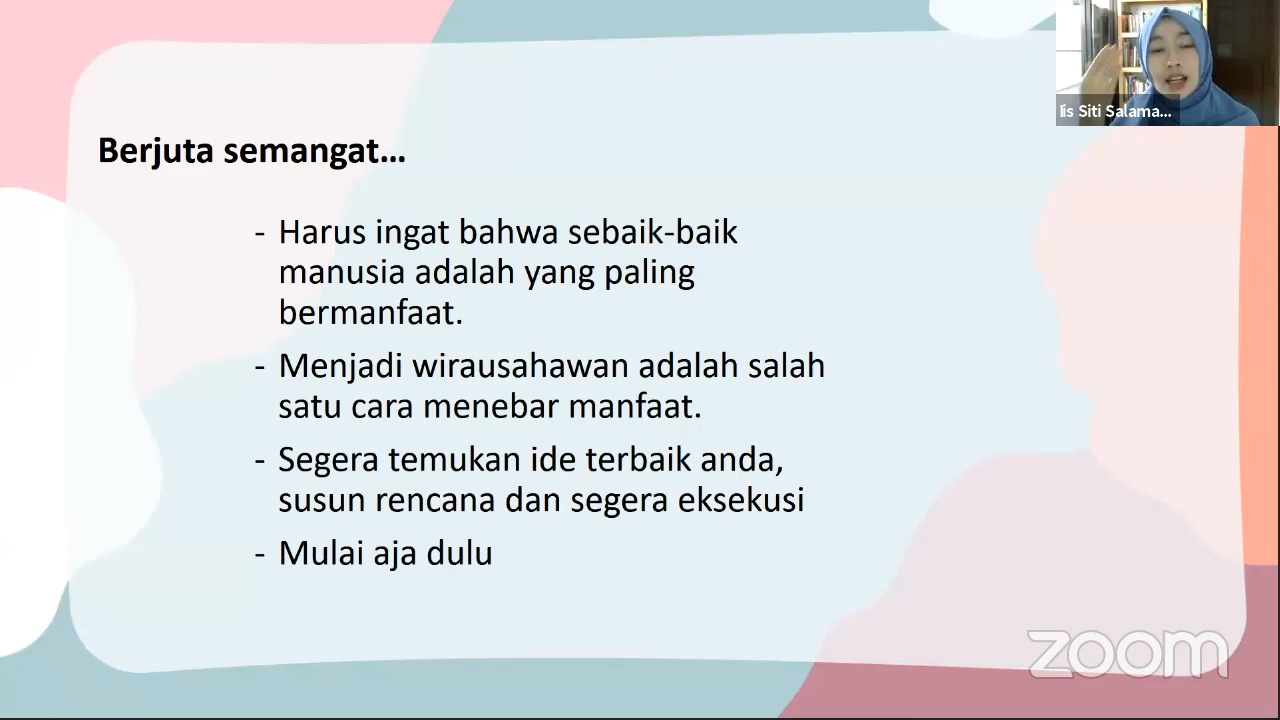 Iis Siti Salama...
Berjuta semangat...
- Harus ingat bahwa sebaik-baik
manusia adalah yang paling
bermanfaat.
- Menjadi wirausahawan adalah salah
satu cara menebar manfaat.
- Segera temukan ide terbaik anda,
susun rencana dan segera eksekusi
- Mulai aja dulu
zoom